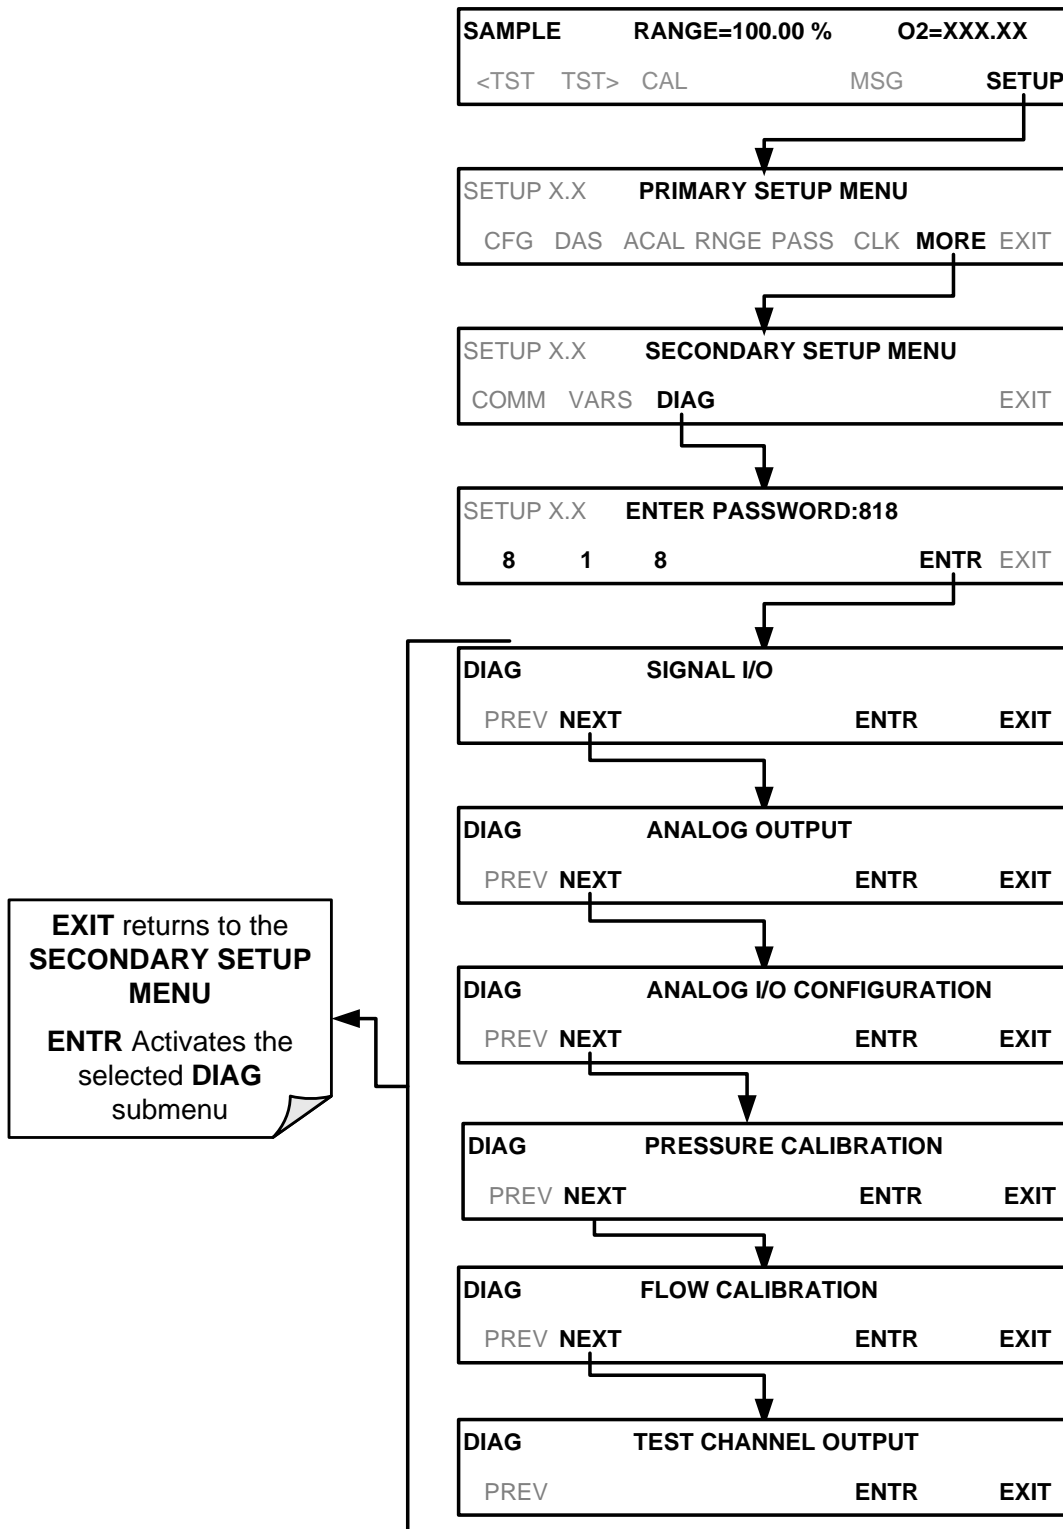 SAMPLE RANGE=100.00 % O2=XXX.XX
<TST TST> CAL MSG SETUP
SETUP X.X PRIMARY SETUP MENU
CFG DAS ACAL RNGE PASS CLK MORE EXIT
SETUP X.X SECONDARY SETUP MENU
COMM VARS DIAG EXIT
SETUP X.X ENTER PASSWORD:818
8 1 8 ENTR EXIT
DIAG SIGNAL I/O
PREV NEXT ENTR EXIT
DIAG ANALOG OUTPUT
PREV NEXT ENTR EXIT
EXIT returns to the
SECONDARY SETUP
MENU
ENTR Activates the
selected DIAG
submenu
DIAG ANALOG I/O CONFIGURATION
PREV NEXT ENTR EXIT
DIAG PRESSURE CALIBRATION
PREV NEXT ENTR EXIT
DIAG FLOW CALIBRATION
PREV NEXT ENTR EXIT
DIAG TEST CHANNEL OUTPUT
PREV ENTR EXIT